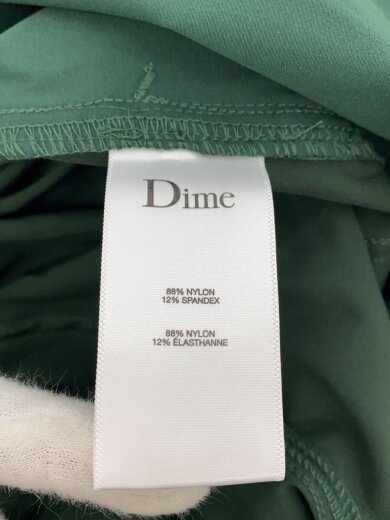 Dime
88% NYLON
12% SPANDEX
88% NYLON
12% ÉLASTHANNE